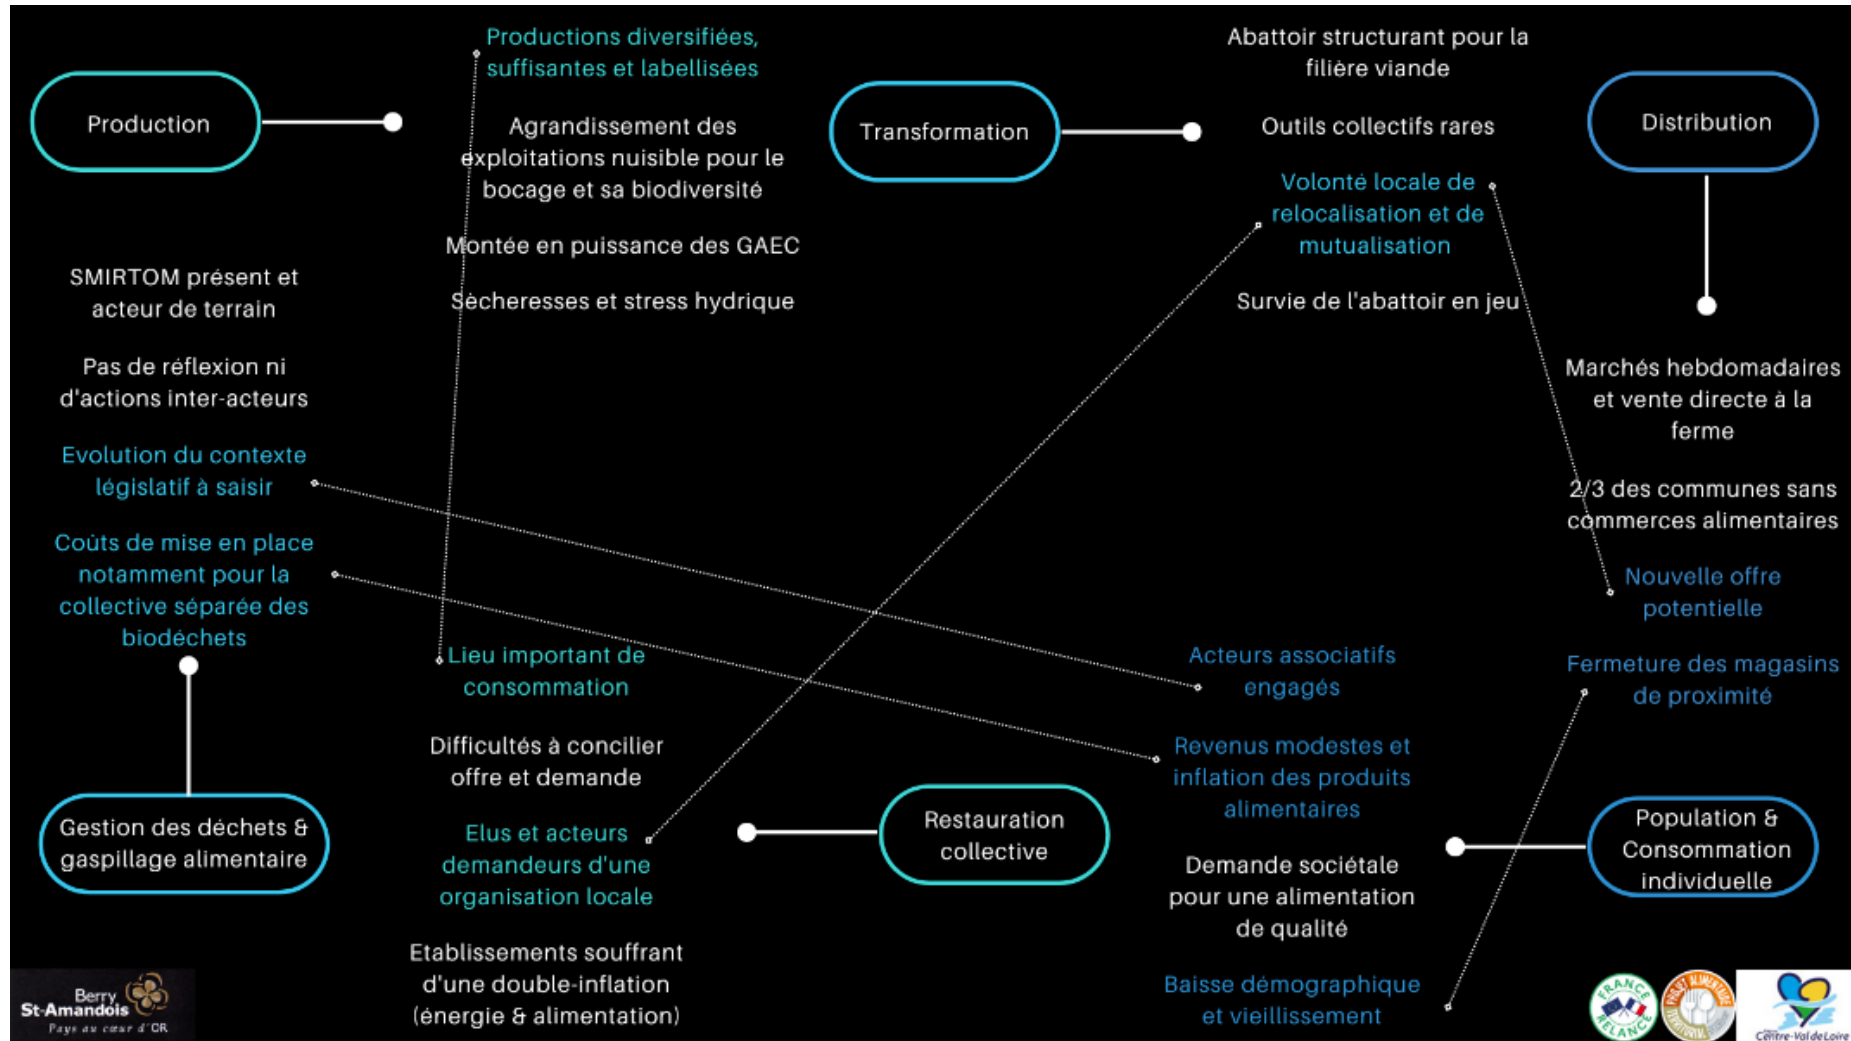 Production
Productions diversifiées,
suffisantes et labellisées
Agrandissement des
exploitations nuisible pour le
bocage et sa biodiversité
Montée en puissance des GAEC
Sècheresses et stress hydrique
Transformation
Abattoir structurant pour la
filière viande
Outils collectifs rares
Volonté locale de
relocalisation et de
mutualisation
Survie de l'abattoir en jeu
Distribution
Marchés hebdomadaires
et vente directe à la
ferme
2/3 des communes sans
commerces alimentaires
Nouvelle offre
potentielle
Fermeture des magasins
de proximité
SMIRTOM présent et
acteur de terrain
Pas de réflexion ni
d'actions inter-acteurs
Evolution du contexte
législatif à saisir
Coûts de mise en place
notamment pour la
collective séparée des
biodéchets
Gestion des déchets &
gaspillage alimentaire
Lieu important de
consommation
Difficultés à concilier
offre et demande
Elus et acteurs
demandeurs d'une
organisation locale
Etablissements souffrant
d'une double-inflation
(énergie & alimentation)
Restauration
collective
Acteurs associatifs
engagés
Revenus modestes et
inflation des produits
alimentaires
Demande sociétale
pour une alimentation
de qualité
Baisse démographique
et vieillissement
Population &
Consommation
individuelle
Berry
St-Amandois
Pays au cœur d'OR
FRANCE
RELANCE
PROJET ALIMENTAIRE
TERRITORIAL
Centre-Val de Loire